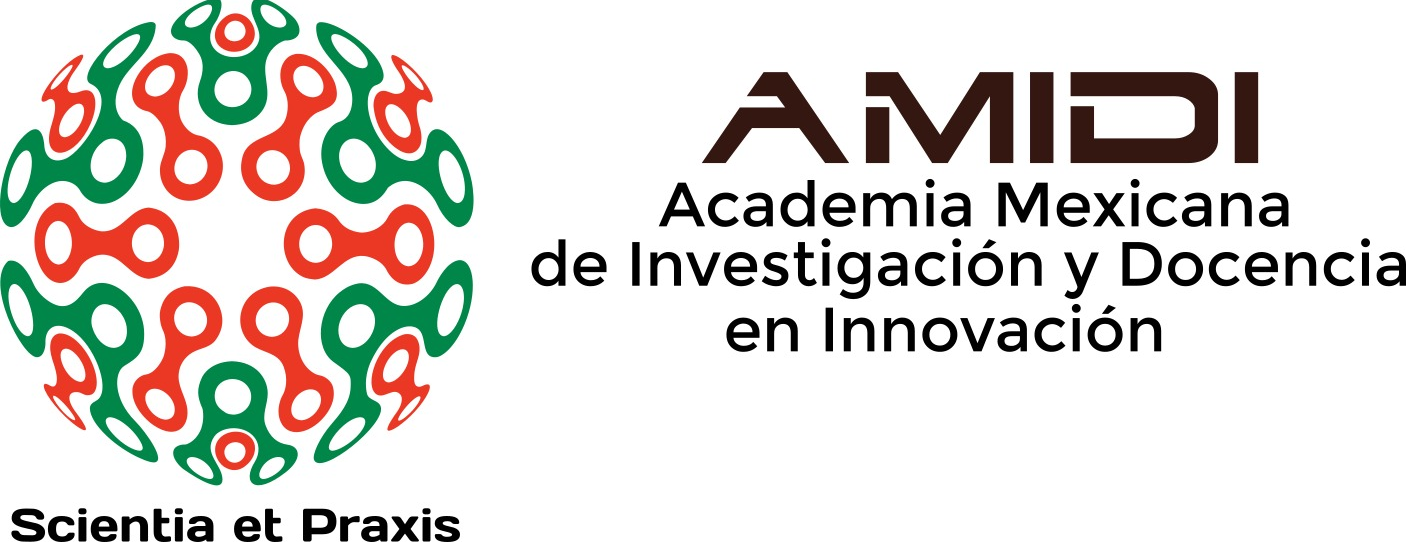 AMIDI
Academia Mexicana
de Investigación y Docencia
en Innovación
Scientia et Praxis